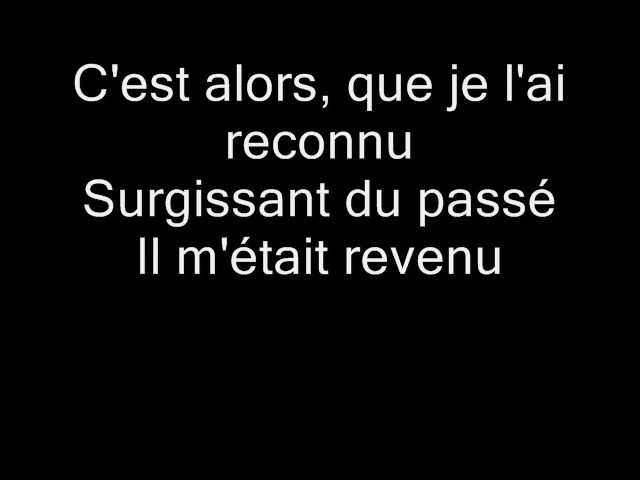 C'est alors, que je l'ai
reconnu
Surgissant du passé
Il m'était revenu